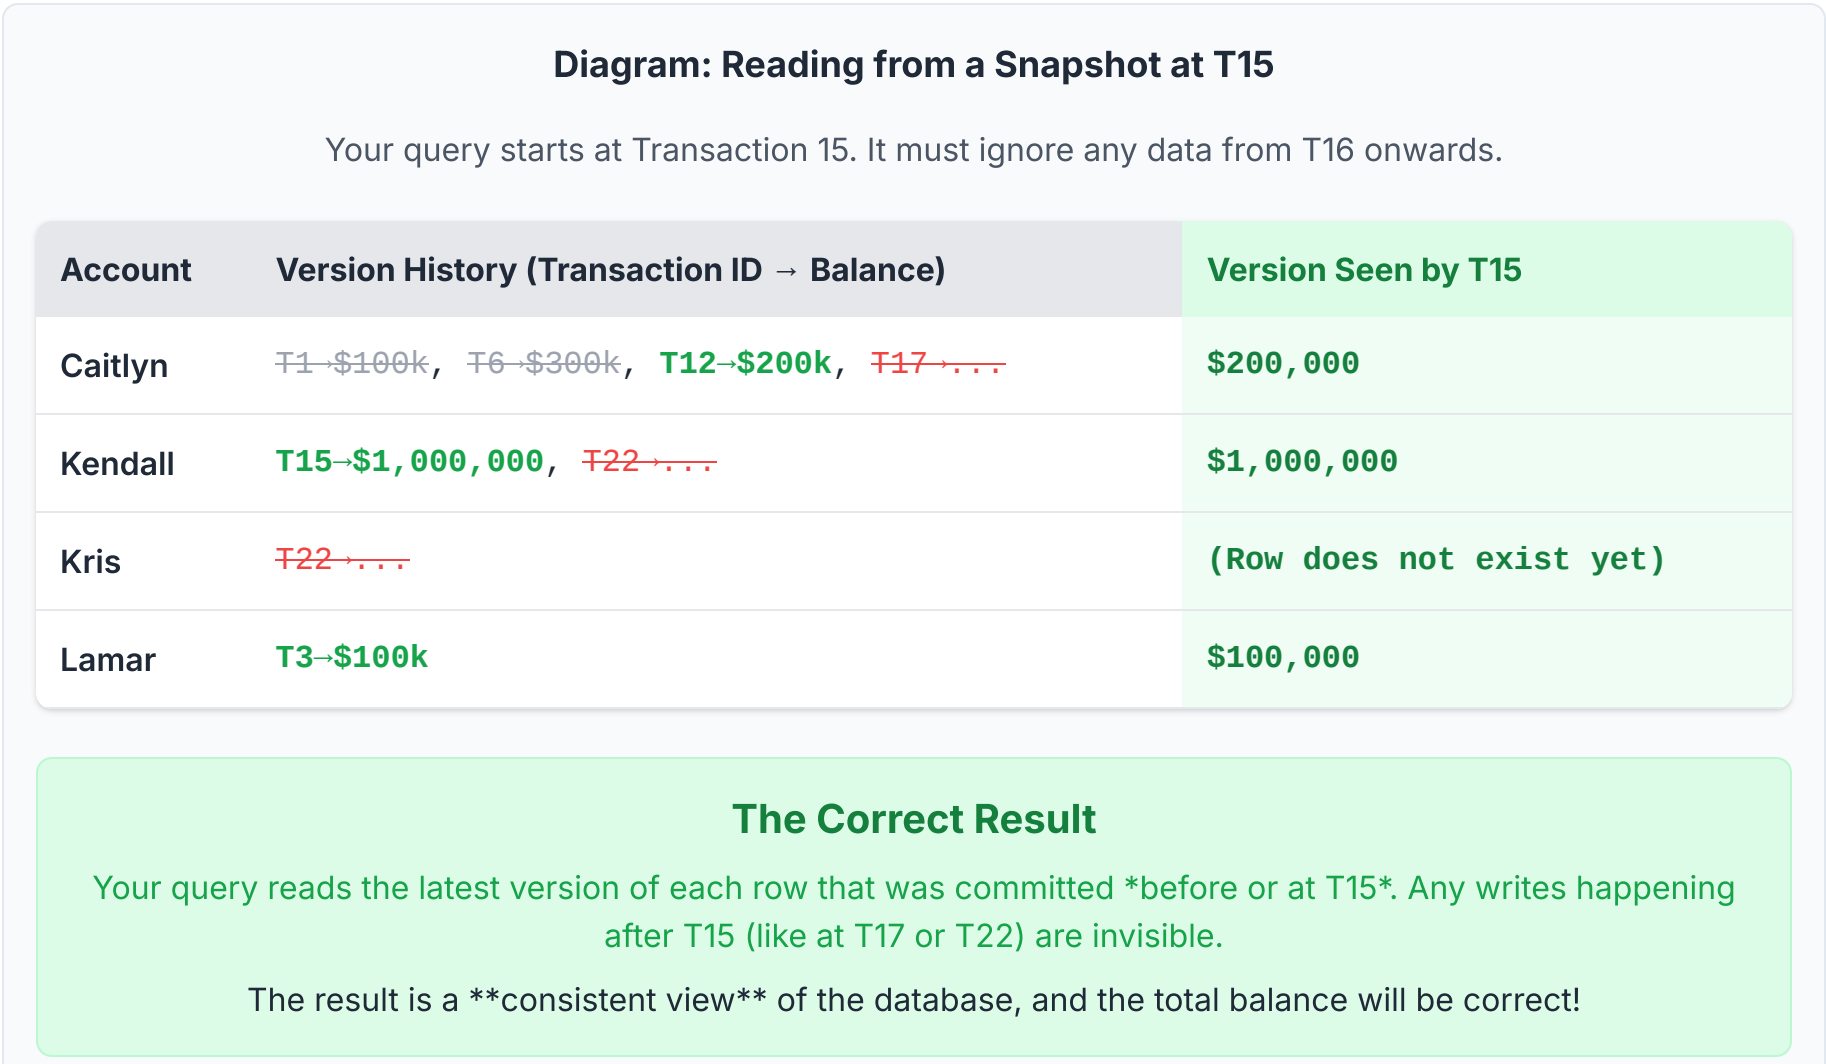 Diagram: Reading from a Snapshot at T15
Your query starts at Transaction 15. It must ignore any data from T16 onwards.
Account Version History (Transaction ID → Balance) Version Seen by T15
Caitlyn T1→$100k, T6→$300k, T12→$200k, T17→... $200,000
Kendall T15→$1,000,000, T22→... $1,000,000
Kris T22→... (Row does not exist yet)
Lamar T3→$100k $100,000
The Correct Result
Your query reads the latest version of each row that was committed *before or at T15*. Any writes happening
after T15 (like at T17 or T22) are invisible.
The result is a **consistent view** of the database, and the total balance will be correct!